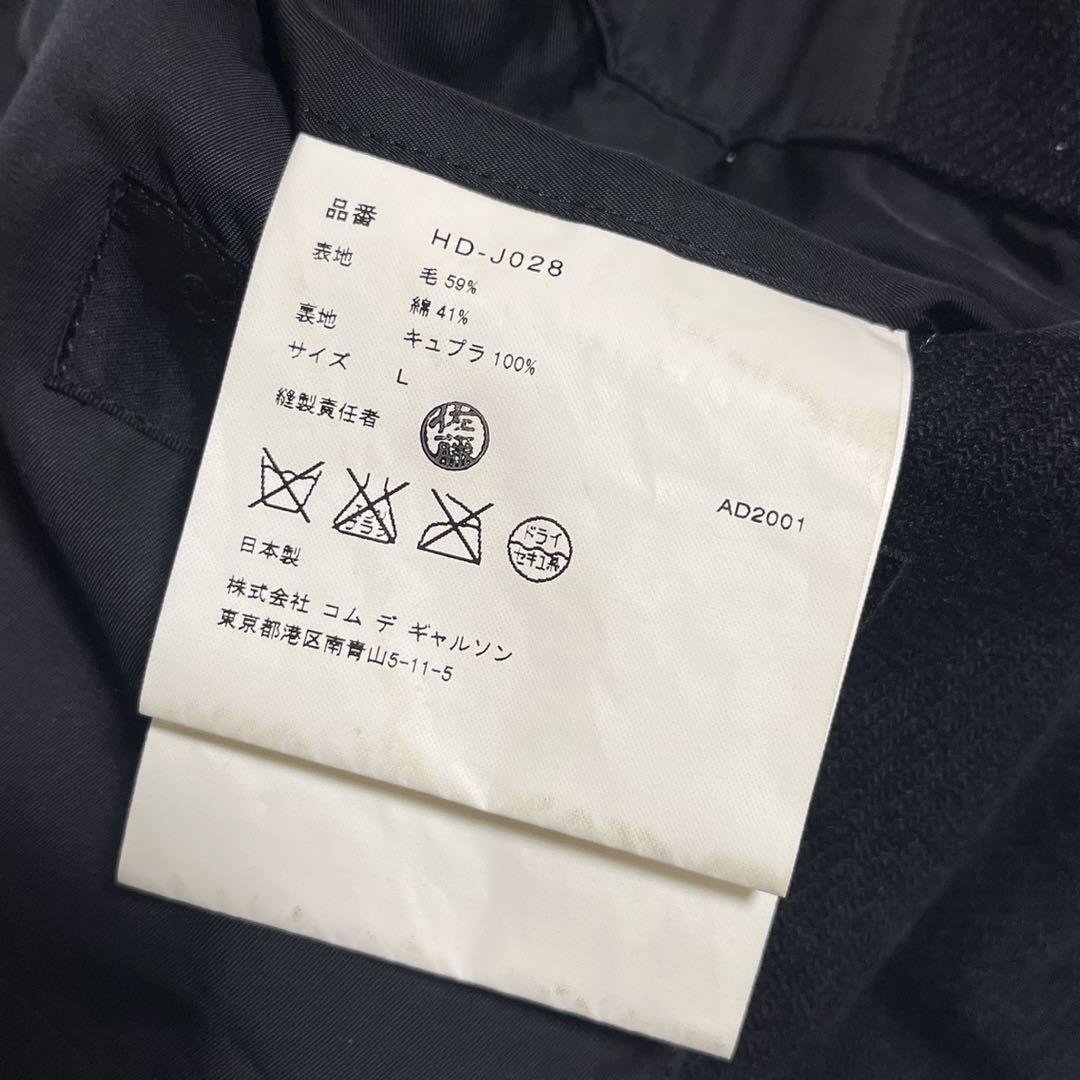 品番 HD-J028
表地 毛 59%
綿 41%
裏地 キュプラ 100%
サイズ L
縫製責任者 佐藤
ドライ
セキユ系
AD2001
日本製
株式会社 コム デ ギャルソン
東京都港区南青山5-11-5